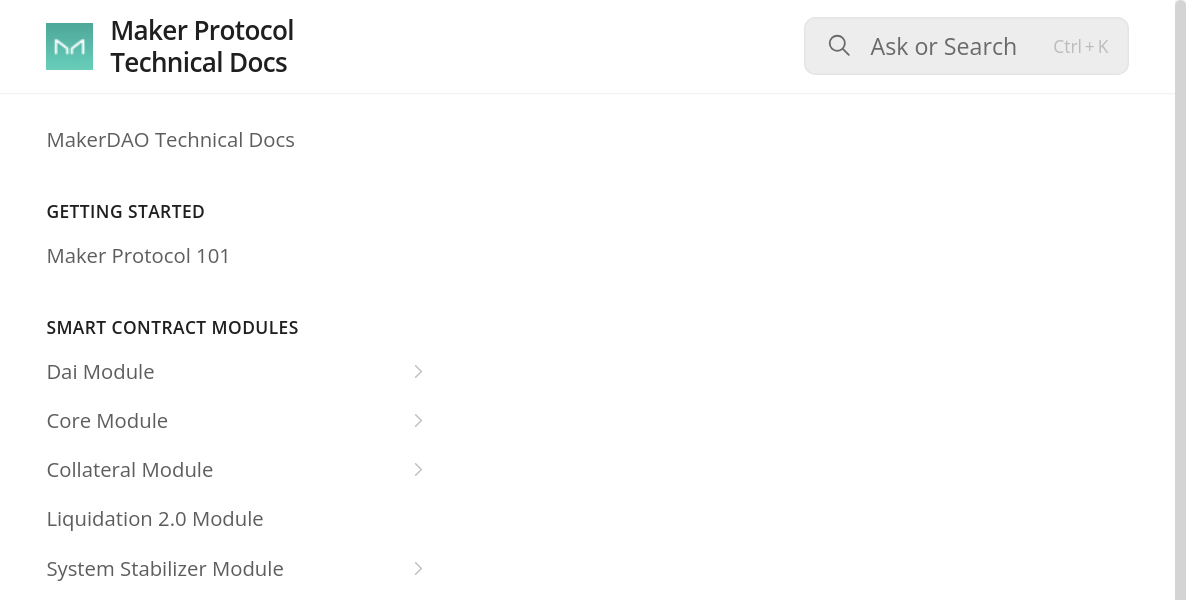 Maker Protocol
Technical Docs
Ask or Search Ctrl + K
MakerDAO Technical Docs
GETTING STARTED
Maker Protocol 101
SMART CONTRACT MODULES
Dai Module
Core Module
Collateral Module
Liquidation 2.0 Module
System Stabilizer Module